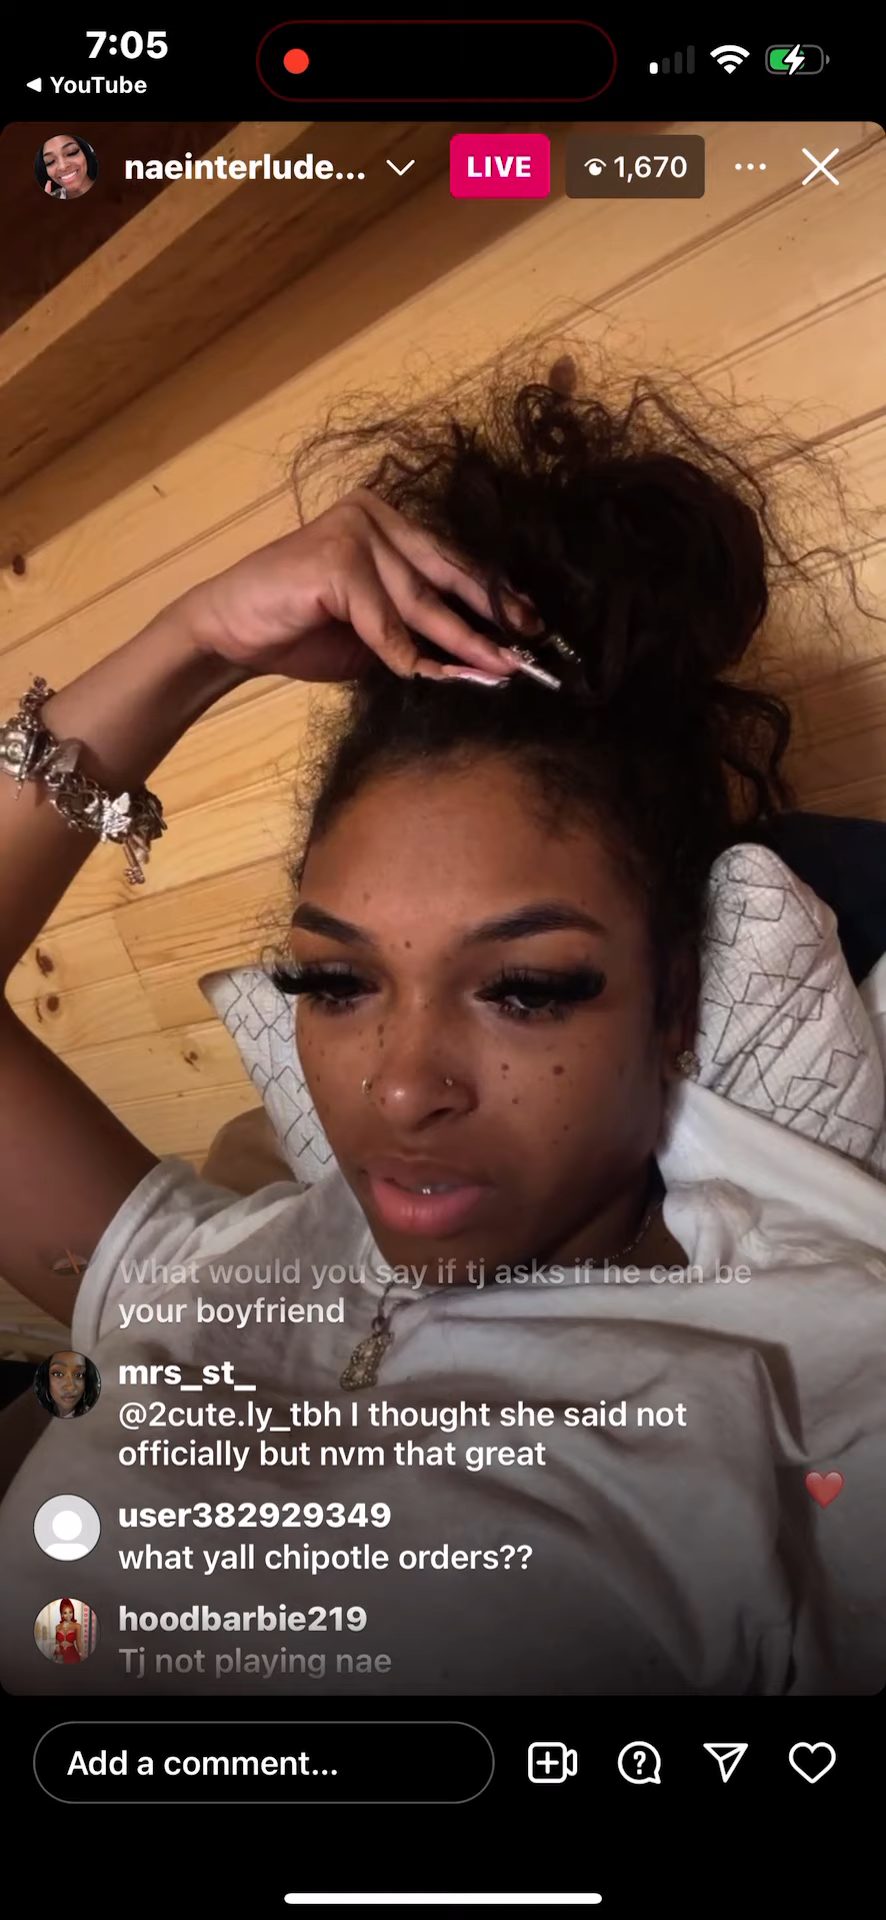 7:05
◀ YouTube
naeinterlude...
LIVE
1,670
What would you say if tj asks if he can be
your boyfriend
mrs_st_
@2cute.ly_tbh I thought she said not
officially but nvm that great
user382929349
what yall chipotle orders??
hoodbarbie219
Tj not playing nae
Add a comment...